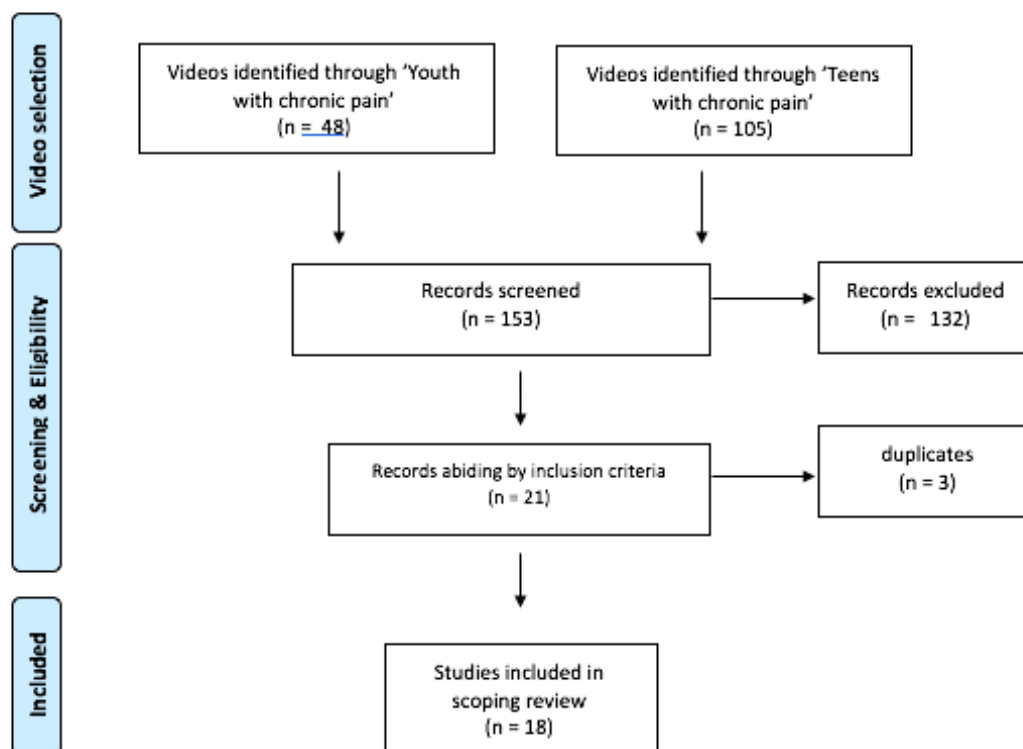 Video selection
Videos identified through 'Youth
with chronic pain'
(n = 48)
Videos identified through 'Teens
with chronic pain'
(n = 105)
Screening & Eligibility
Records screened
(n = 153)
Records excluded
(n = 132)
Records abiding by inclusion criteria
(n = 21)
duplicates
(n = 3)
Included
Studies included in
scoping review
(n = 18)